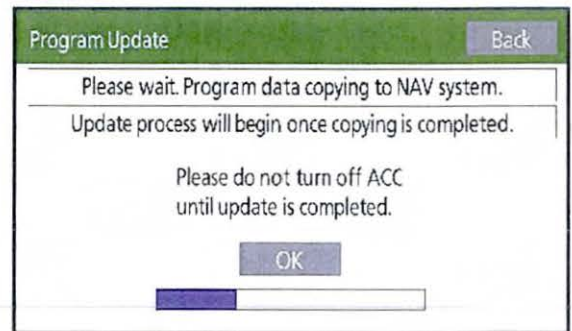 Program Update
Back
Please wait. Program data copying to NAV system.
Update process will begin once copying is completed.
Please do not turn off ACC
until update is completed.
OK